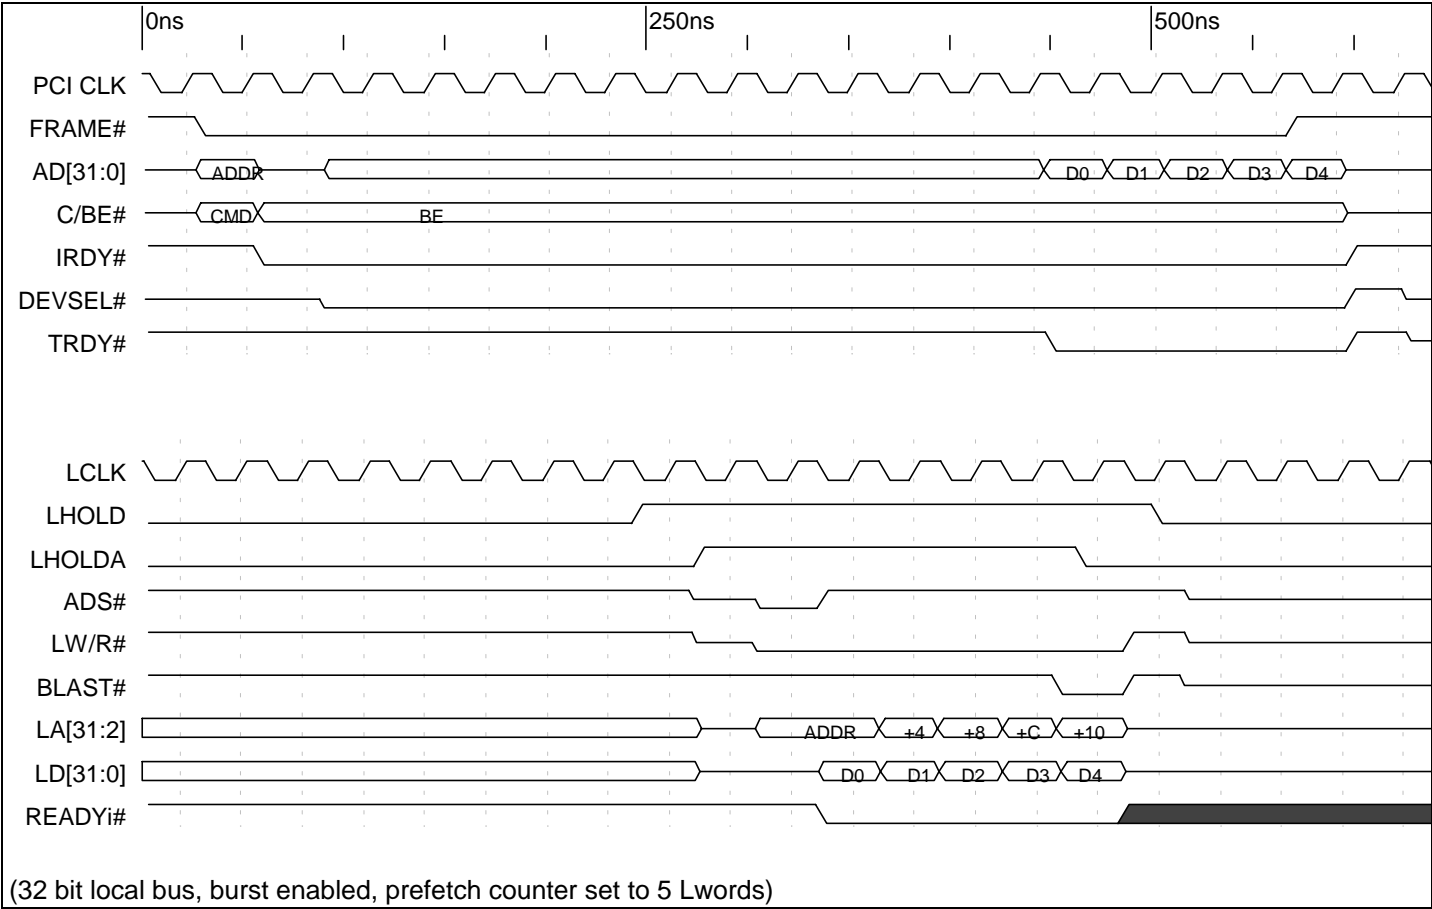 0ns 250ns 500ns
PCI CLK
FRAME#
AD[31:0] ADDR D0 D1 D2 D3 D4
C/BE# CMD BE
IRDY#
DEVSEL#
TRDY#
LCLK
LHOLD
LHOLDA
ADS#
LW/R#
BLAST#
LA[31:2] ADDR +4 +8 +C +10
LD[31:0] D0 D1 D2 D3 D4
READYi#
(32 bit local bus, burst enabled, prefetch counter set to 5 Lwords)